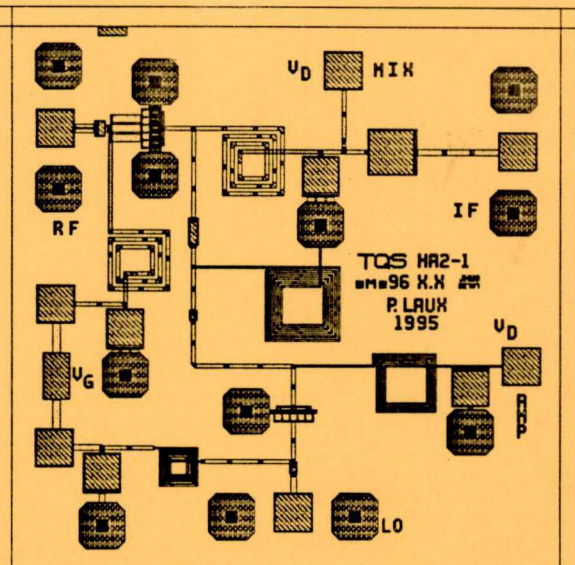 VD MIX
RF
IF
TQS HA2-1
96 X.X
P. LAUX
1995
VD
VG
AMP
LO